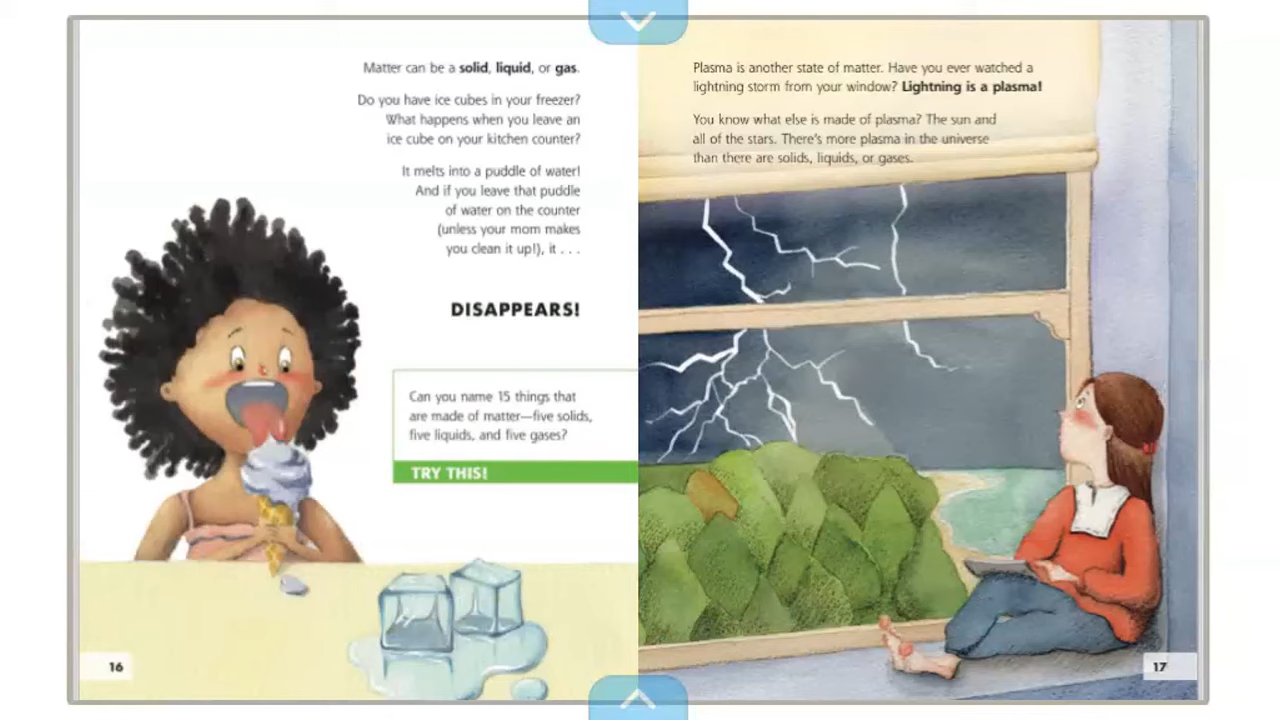 Matter can be a solid, liquid, or gas.
Do you have ice cubes in your freezer?
What happens when you leave an
ice cube on your kitchen counter?
It melts into a puddle of water!
And if you leave that puddle
of water on the counter
(unless your mom makes
you clean it up!), it . . .
DISAPPEARS!
Can you name 15 things that
are made of matter—five solids,
five liquids, and five gases?
TRY THIS!
16
Plasma is another state of matter. Have you ever watched a
lightning storm from your window? Lightning is a plasma!
You know what else is made of plasma? The sun and
all of the stars. There's more plasma in the universe
than there are solids, liquids, or gases.
17